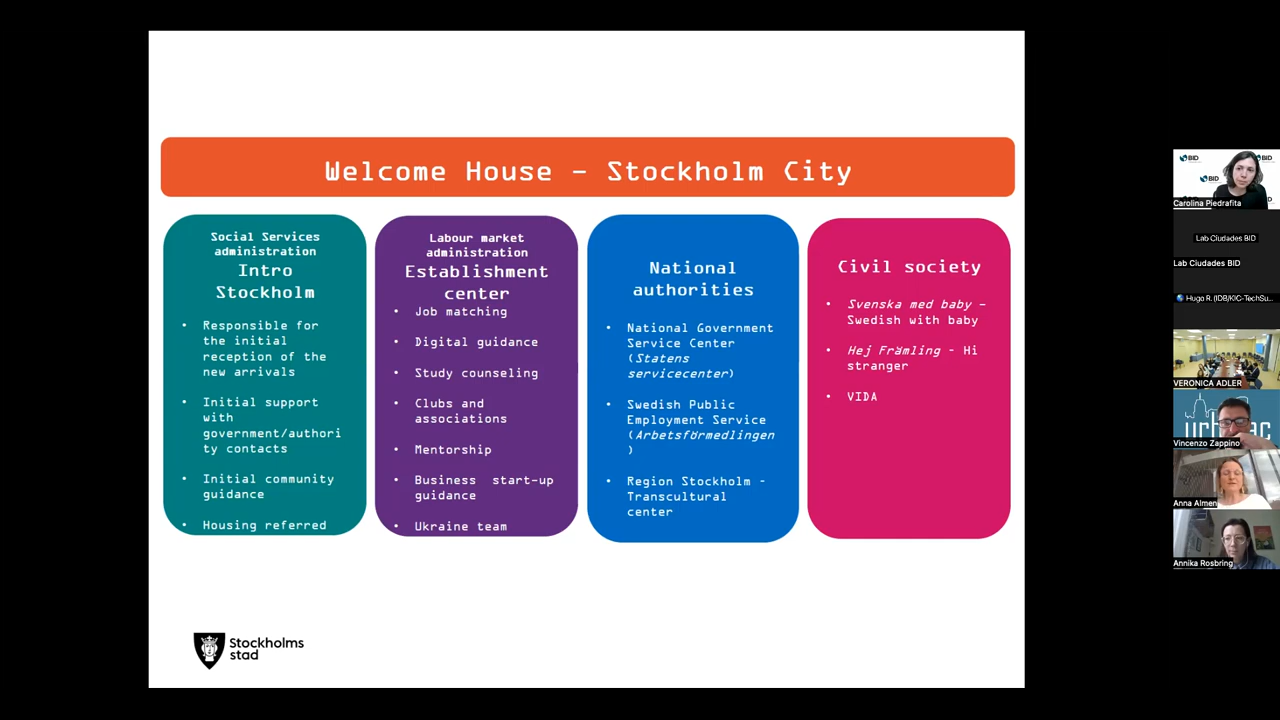 Welcome House - Stockholm City
Social Services
administration
Intro
Stockholm
• Responsible for
the initial
reception of the
new arrivals
• Initial support
with
government/authori
ty contacts
• Initial community
guidance
• Housing referred
Labour market
administration
Establishment
center
• Job matching
• Digital guidance
• Study counseling
• Clubs and
associations
• Mentorship
• Business start-up
guidance
• Ukraine team
National
authorities
• National Government
Service Center
(Statens
servicecenter)
• Swedish Public
Employment Service
(Arbetsförmedlingen
)
• Region Stockholm -
Transcultural
center
Civil society
• Svenska med baby –
Swedish with baby
• Hej Främling - Hi
stranger
• VIDA
Stockholms
stad
BID
BID
BID
Carolina Piedrafita
Lab Ciudades BID
Lab Ciudades BID
Hugo R. (IDB/KIC-TechSu...
VERONICA ADLER
Vincenzo Zappino
Anna Almen
Annika Rosbring